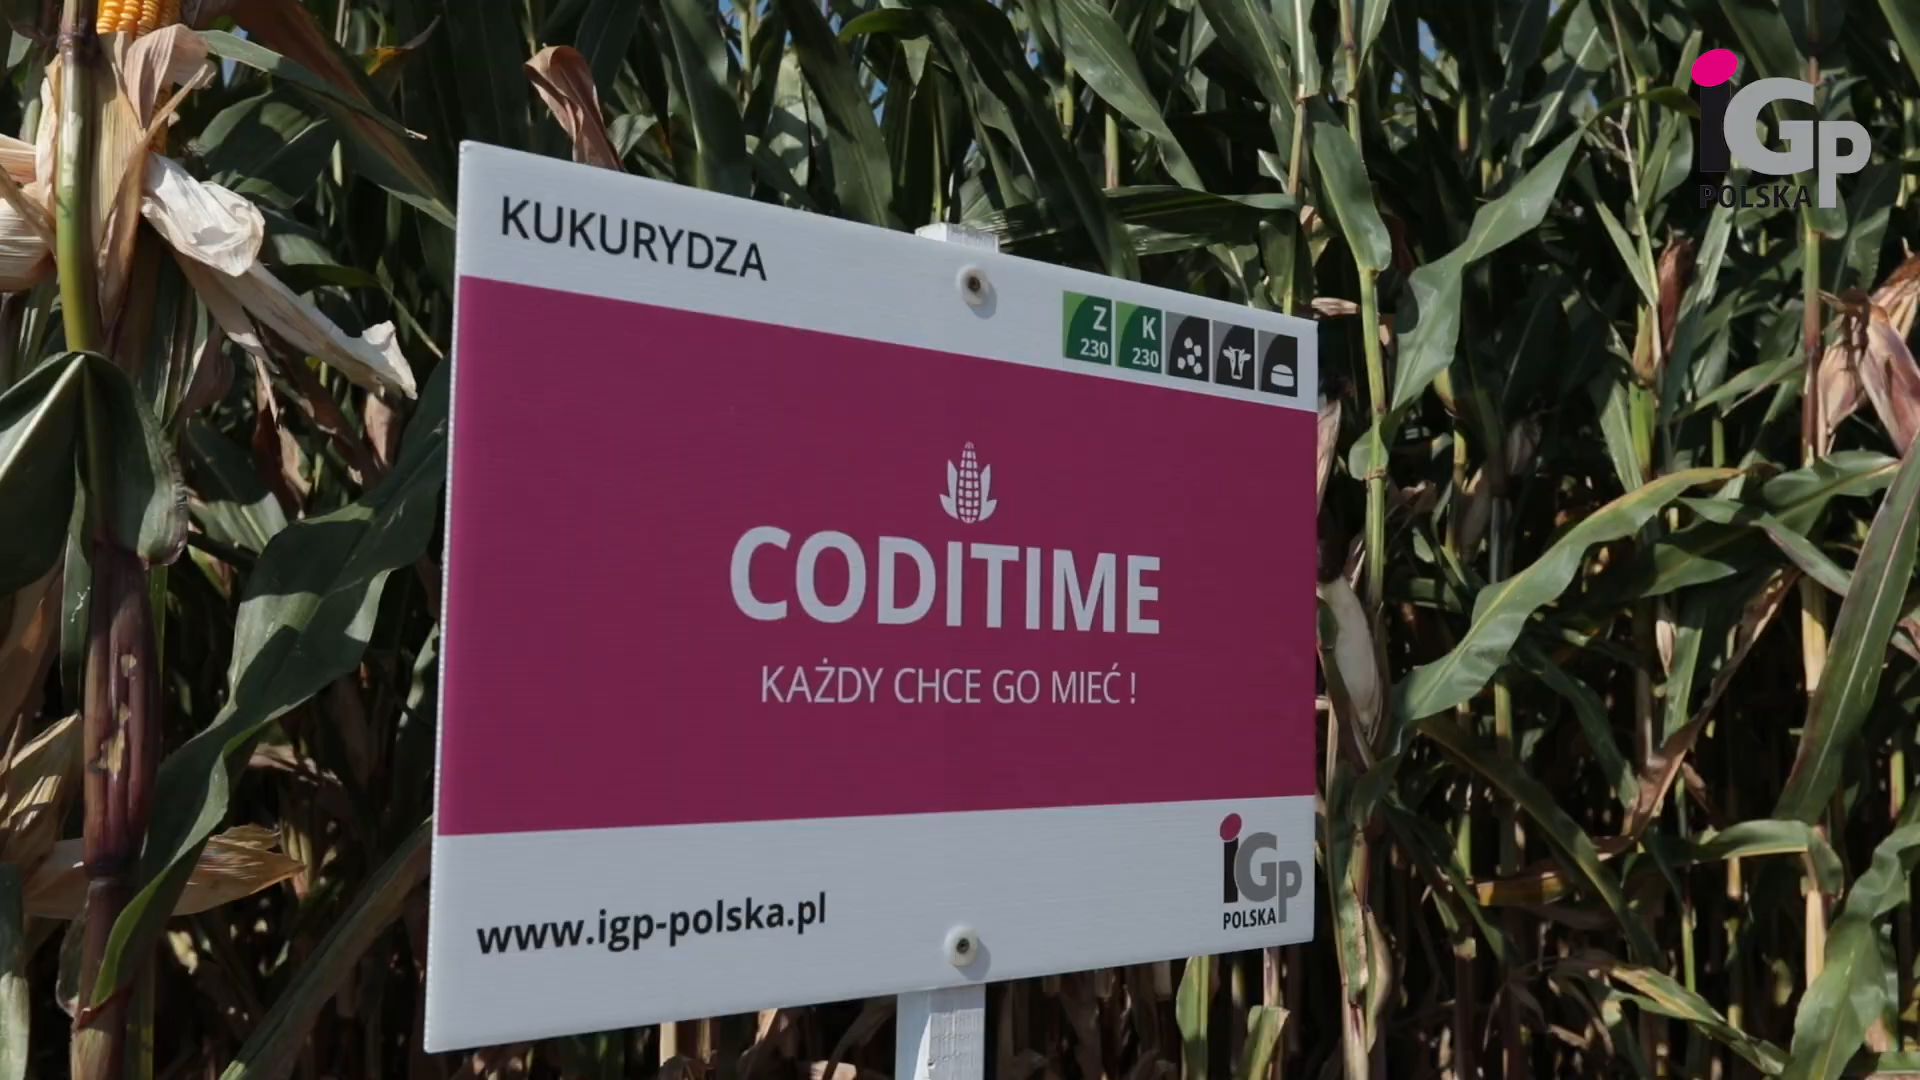 iGp
POLSKA
KUKURYDZA
Z
230
K
230
CODITIME
KAŻDY CHCE GO MIEĆ !
www.igp-polska.pl
iGp
POLSKA